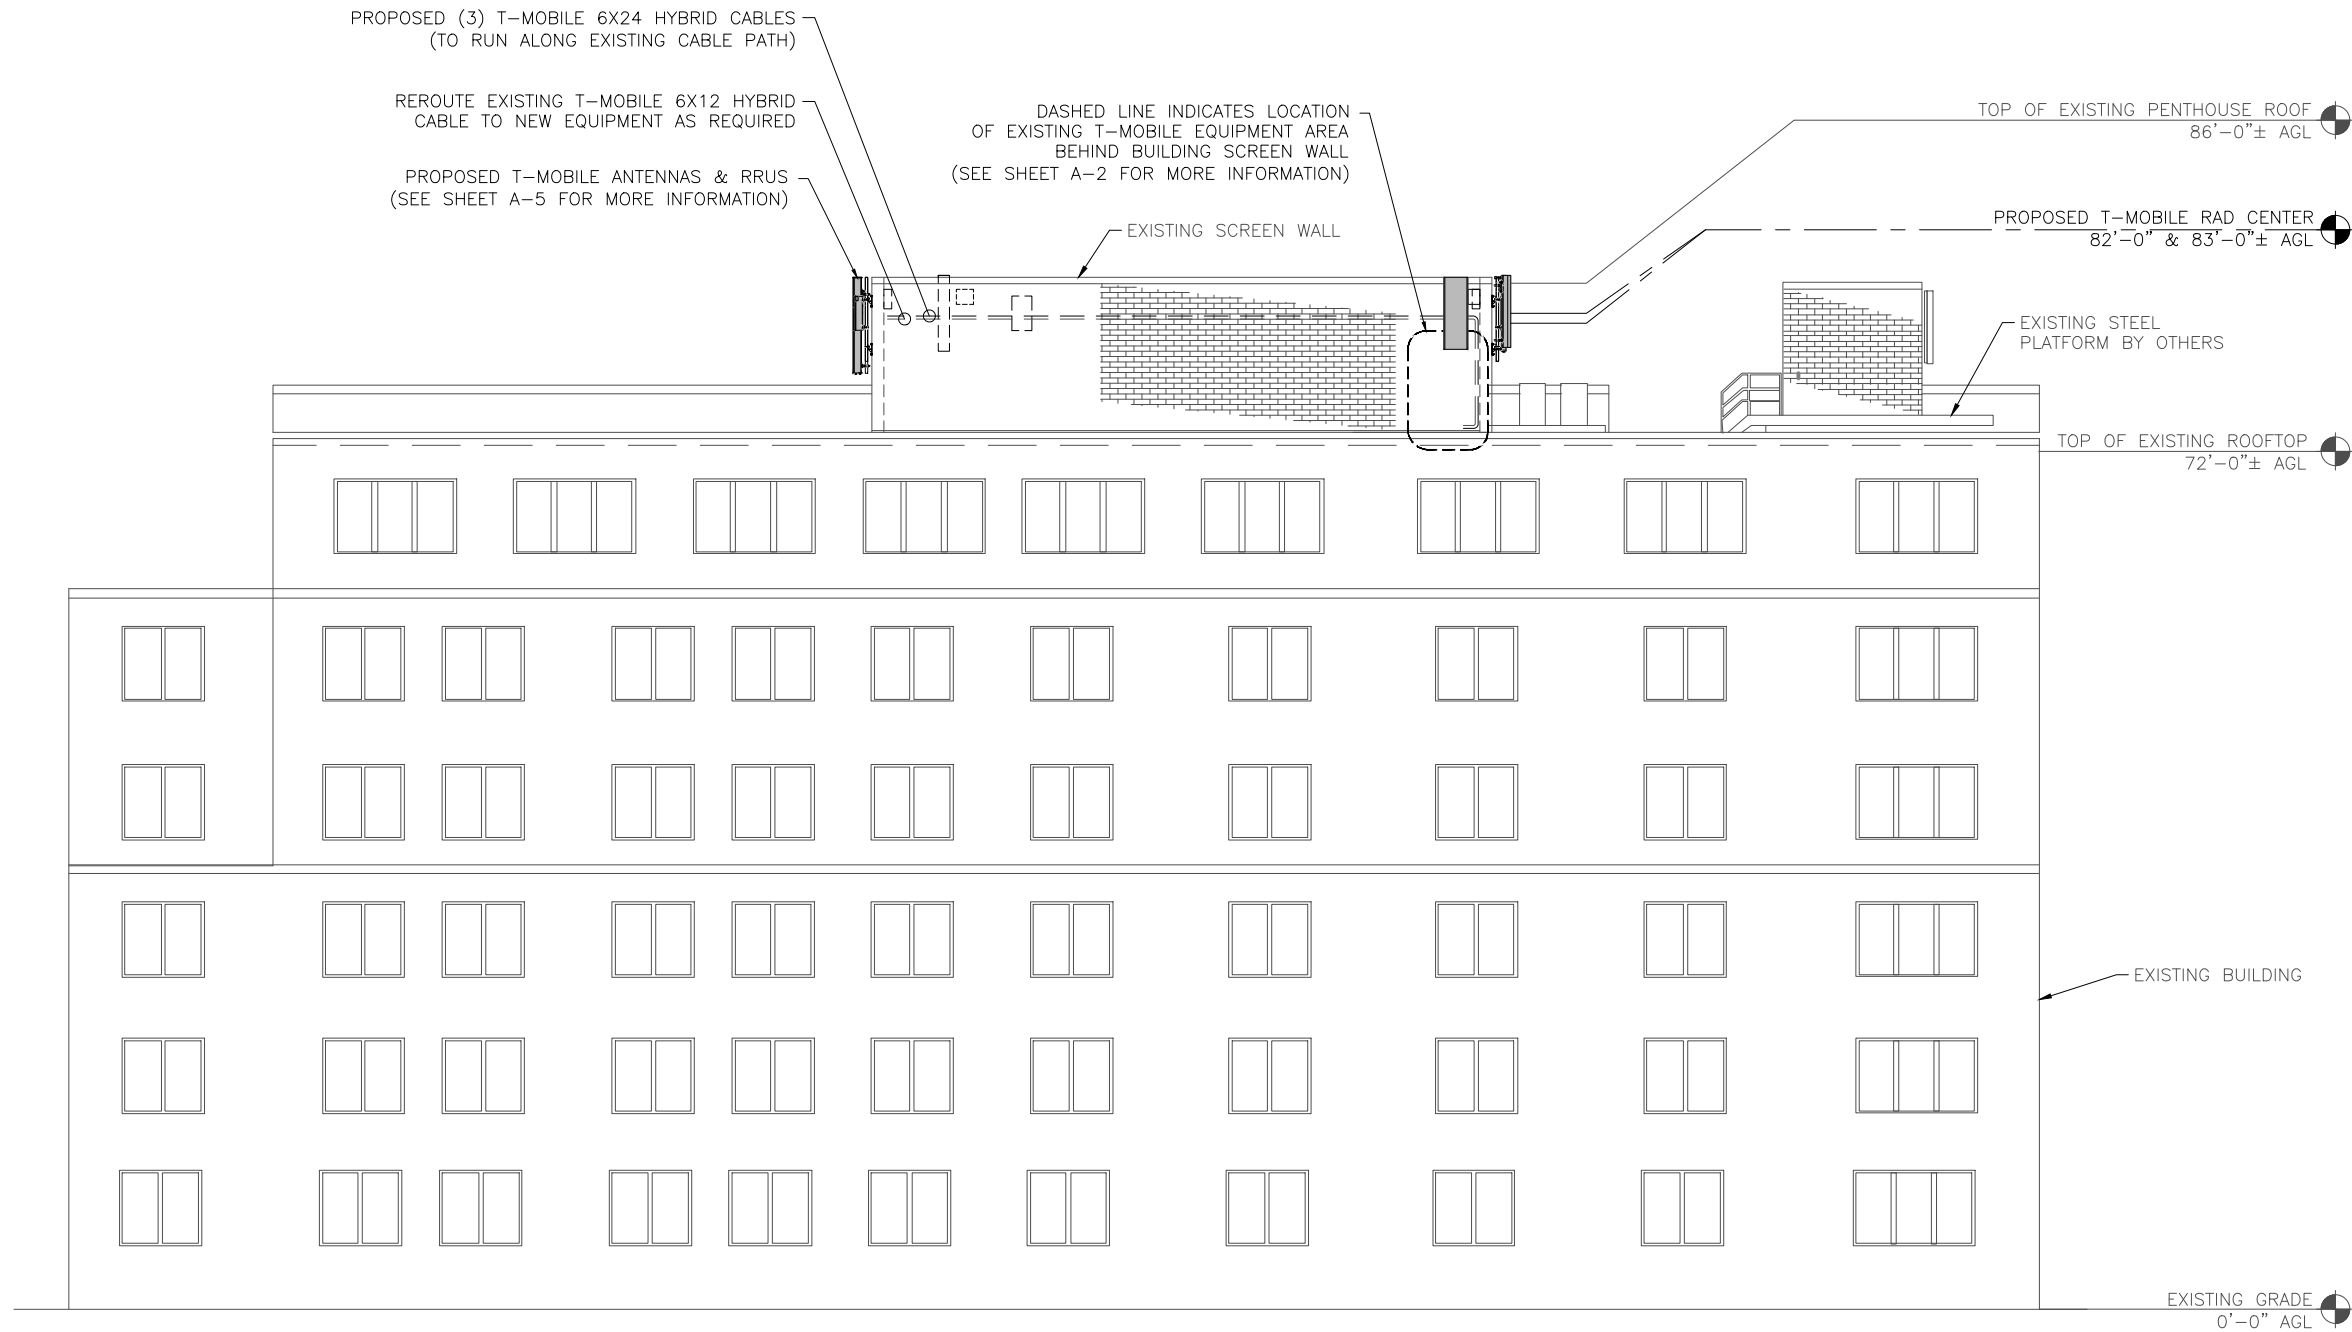 PROPOSED (3) T-MOBILE 6X24 HYBRID CABLES
(TO RUN ALONG EXISTING CABLE PATH)
REROUTE EXISTING T-MOBILE 6X12 HYBRID
CABLE TO NEW EQUIPMENT AS REQUIRED
PROPOSED T-MOBILE ANTENNAS & RRUS
(SEE SHEET A-5 FOR MORE INFORMATION)
DASHED LINE INDICATES LOCATION
OF EXISTING T-MOBILE EQUIPMENT AREA
BEHIND BUILDING SCREEN WALL
(SEE SHEET A-2 FOR MORE INFORMATION)
EXISTING SCREEN WALL
TOP OF EXISTING PENTHOUSE ROOF
86'-0"± AGL
PROPOSED T-MOBILE RAD CENTER
82'-0" & 83'-0"± AGL
EXISTING STEEL
PLATFORM BY OTHERS
TOP OF EXISTING ROOFTOP
72'-0"± AGL
EXISTING BUILDING
EXISTING GRADE
0'-0" AGL